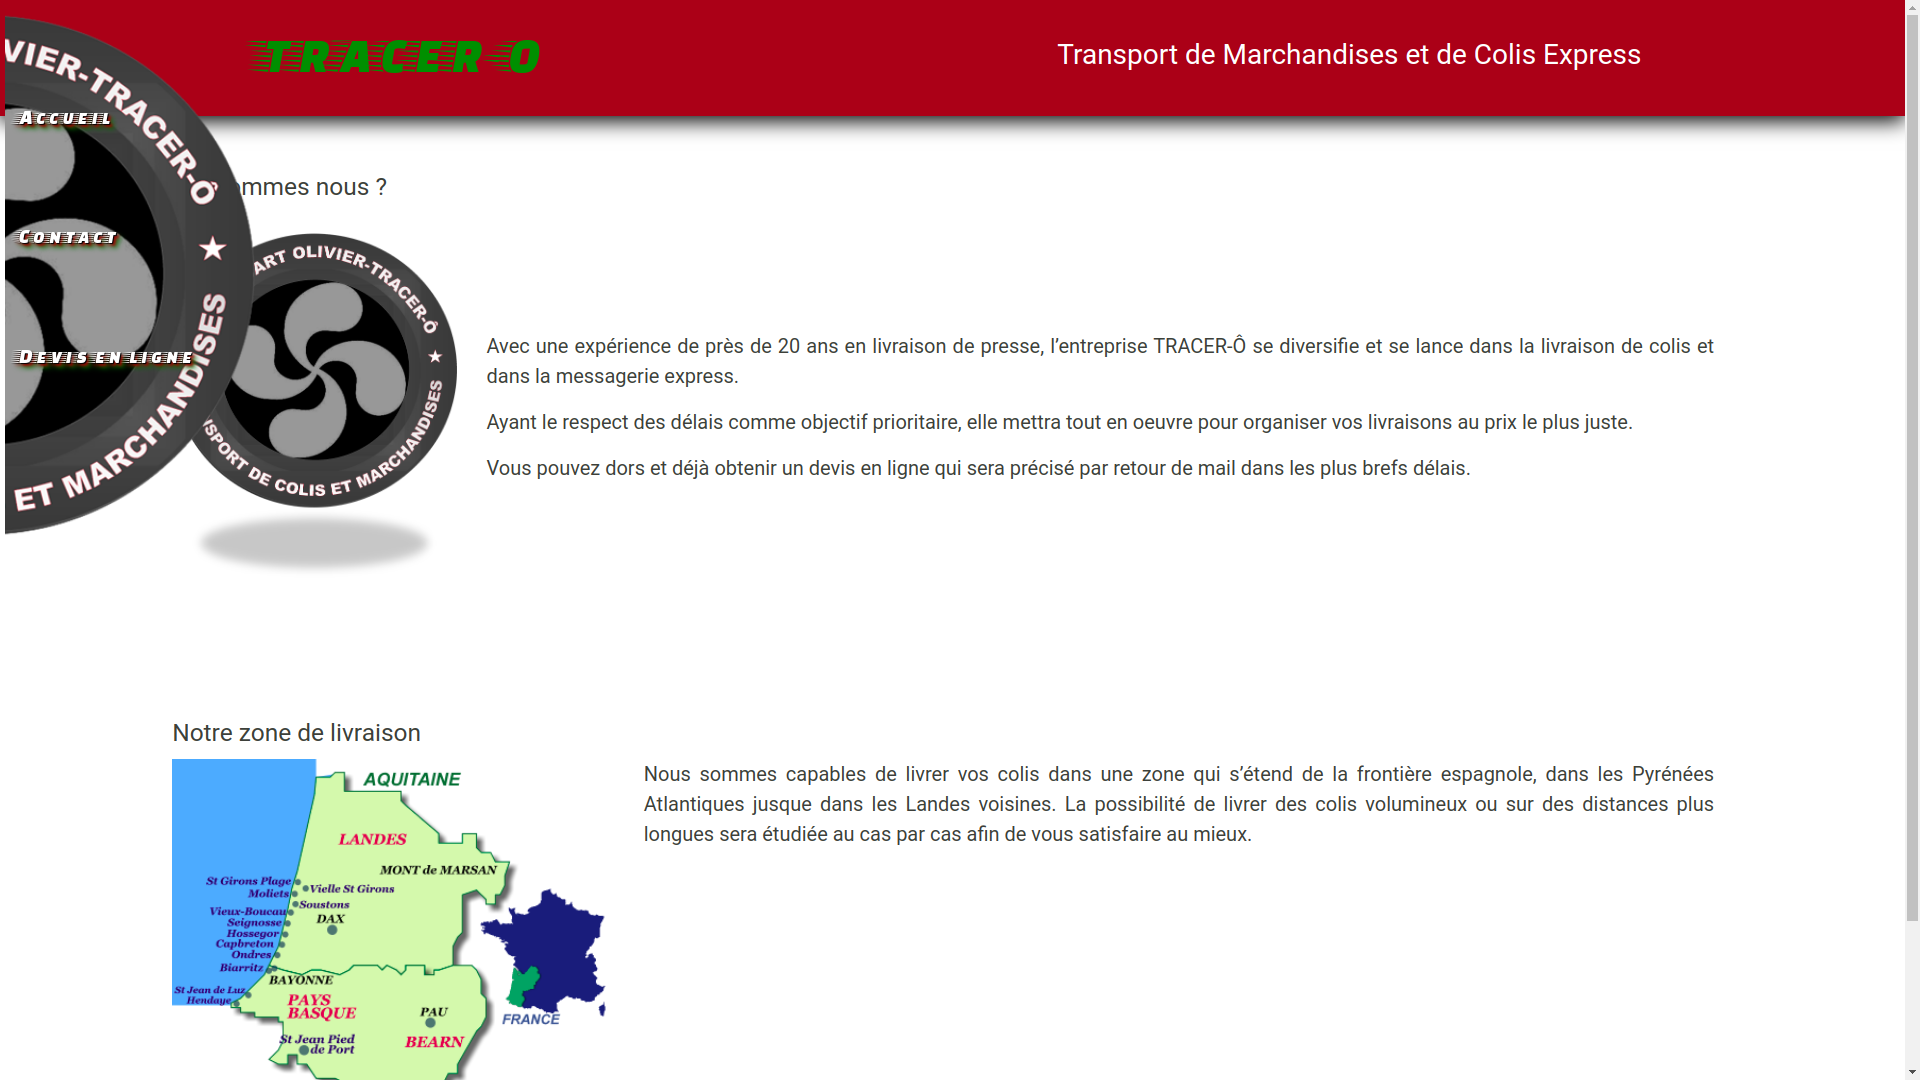 TRACER-O
Transport de Marchandises et de Colis Express
VIER-TRACER-Ô
ET MARCHANDISES
Accueil
Contact
Devis en ligne
ommes nous ?
ART OLIVIER-TRACER-Ô
NSPORT DE COLIS ET MARCHANDISES
Avec une expérience de près de 20 ans en livraison de presse, l’entreprise TRACER-Ô se diversifie et se lance dans la livraison de colis et
dans la messagerie express.
Ayant le respect des délais comme objectif prioritaire, elle mettra tout en oeuvre pour organiser vos livraisons au prix le plus juste.
Vous pouvez dors et déjà obtenir un devis en ligne qui sera précisé par retour de mail dans les plus brefs délais.
Notre zone de livraison
AQUITAINE
LANDES
MONT de MARSAN
St Girons Plage
Vielle St Girons
Moliets
Soustons
Vieux-Boucau
DAX
Seignosse
Hossegor
Capbreton
Ondres
Biarritz
BAYONNE
St Jean de Luz
Hendaye
PAYS
BASQUE
PAU
BEARN
St Jean Pied
de Port
FRANCE
Nous sommes capables de livrer vos colis dans une zone qui s’étend de la frontière espagnole, dans les Pyrénées
Atlantiques jusque dans les Landes voisines. La possibilité de livrer des colis volumineux ou sur des distances plus
longues sera étudiée au cas par cas afin de vous satisfaire au mieux.